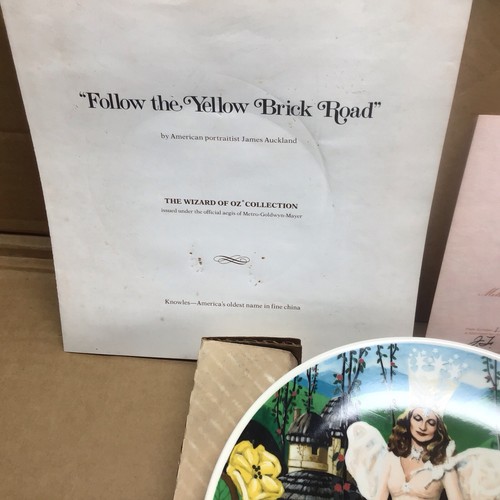 "Follow the Yellow Brick Road"
by American portraitist James Auckland
THE WIZARD OF OZ® COLLECTION
issued under the official aegis of Metro-Goldwyn-Mayer
Knowles—America's oldest name in fine china